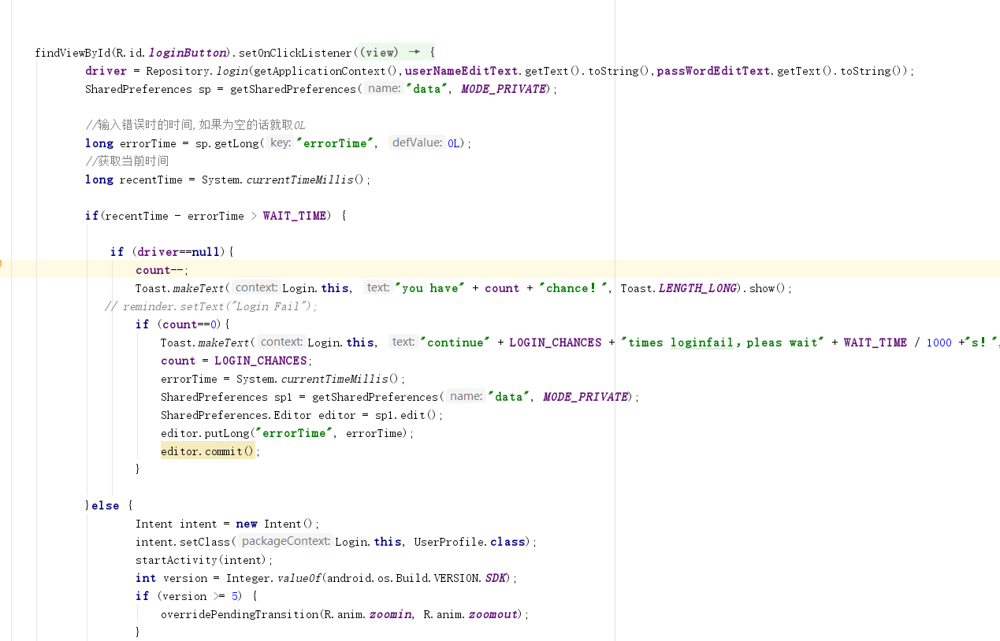 findViewById(R.id.loginButton).setOnClickListener((view) → {
driver = Repository.login(getApplicationContext(),userNameEditText.getText().toString(),passWordEditText.getText().toString());
SharedPreferences sp = getSharedPreferences( name: "data", MODE_PRIVATE);
//输入错误时的时间,如果为空的话就取0L
long errorTime = sp.getLong( key: "errorTime", defValue: 0L);
//获取当前时间
long recentTime = System.currentTimeMillis();
if(recentTime - errorTime > WAIT_TIME) {
if (driver==null){
count--;
Toast.makeText( context: Login.this, text: "you have" + count + "chance！", Toast.LENGTH_LONG).show();
// reminder.setText("Login Fail");
if (count==0){
Toast.makeText( context: Login.this, text: "continue" + LOGIN_CHANCES + "times loginfail，pleas wait" + WAIT_TIME / 1000 +"s！",
count = LOGIN_CHANCES;
errorTime = System.currentTimeMillis();
SharedPreferences sp1 = getSharedPreferences( name: "data", MODE_PRIVATE);
SharedPreferences.Editor editor = sp1.edit();
editor.putLong("errorTime", errorTime);
editor.commit();
}
}else {
Intent intent = new Intent();
intent.setClass( packageContext: Login.this, UserProfile.class);
startActivity(intent);
int version = Integer.valueOf(android.os.Build.VERSION.SDK);
if (version >= 5) {
overridePendingTransition(R.anim.zoomin, R.anim.zoomout);
}